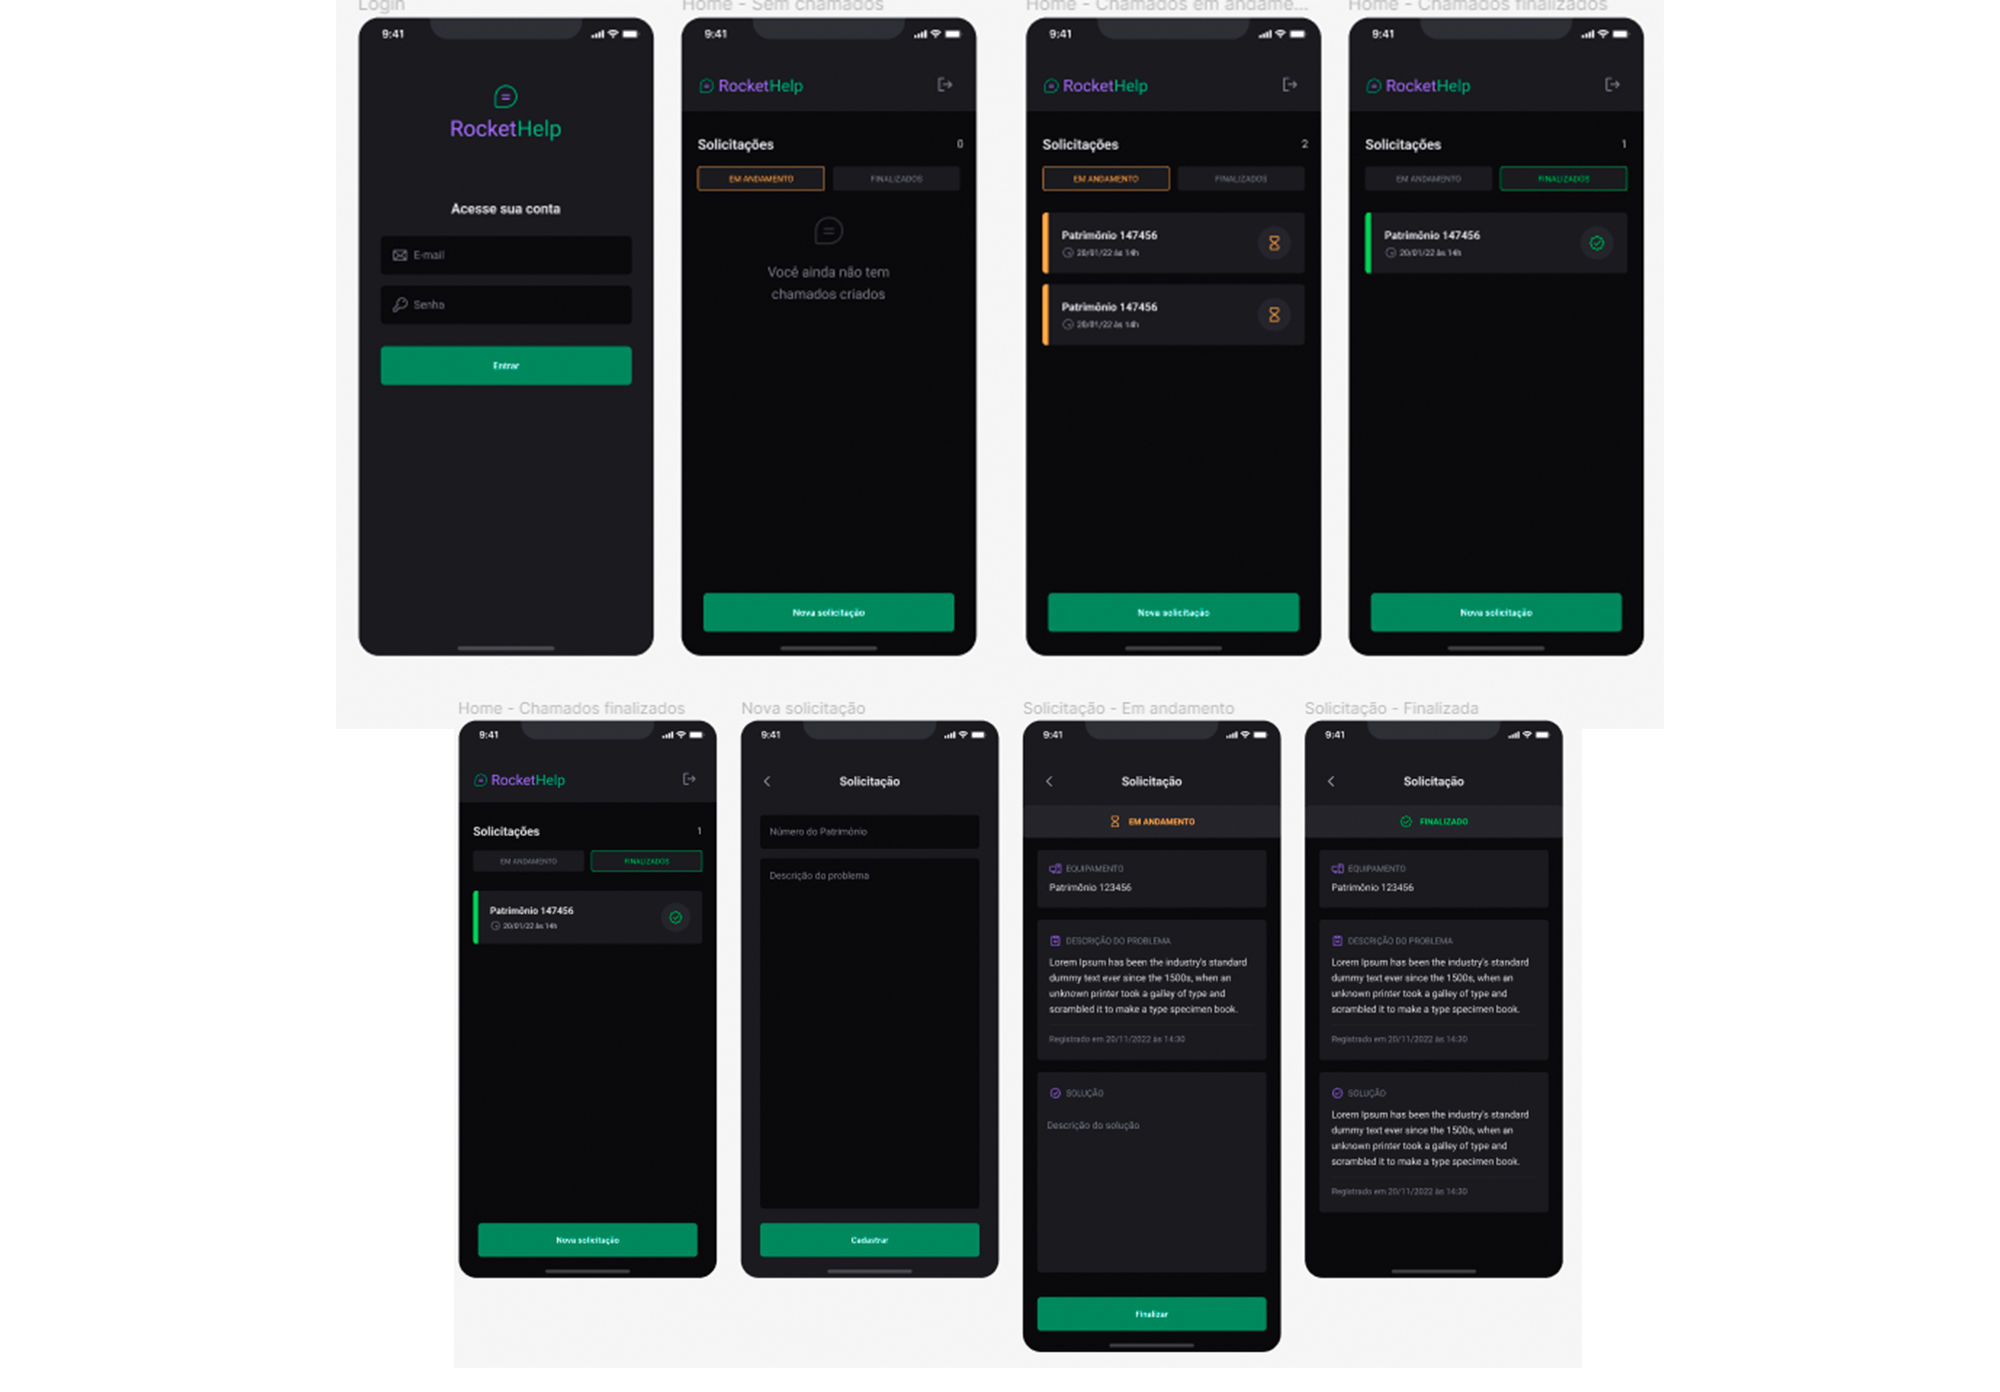 Login
9:41
RocketHelp
Acesse sua conta
E-mail
Senha
Entrar
Home - Sem chamados
9:41
RocketHelp
Solicitações 0
EM ANDAMENTO FINALIZADOS
Você ainda não tem
chamados criados
Nova solicitação
Home - Chamados em andame...
9:41
RocketHelp
Solicitações 2
EM ANDAMENTO FINALIZADOS
Patrimônio 147456
20/01/22 às 14h
Patrimônio 147456
20/01/22 às 14h
Nova solicitação
Home - Chamados finalizados
9:41
RocketHelp
Solicitações 1
EM ANDAMENTO FINALIZADOS
Patrimônio 147456
20/01/22 às 14h
Nova solicitação
Home - Chamados finalizados
9:41
RocketHelp
Solicitações 1
EM ANDAMENTO FINALIZADOS
Patrimônio 147456
20/01/22 às 14h
Nova solicitação
Nova solicitação
9:41
Solicitação
Número do Patrimônio
Descrição do problema
Cadastrar
Solicitação - Em andamento
9:41
Solicitação
EM ANDAMENTO
EQUIPAMENTO
Patrimônio 123456
DESCRIÇÃO DO PROBLEMA
Lorem Ipsum has been the industry's standard
dummy text ever since the 1500s, when an
unknown printer took a galley of type and
scrambled it to make a type specimen book.
Registrado em 20/11/2022 às 14:30
SOLUÇÃO
Descrição do solução
Finalizar
Solicitação - Finalizada
9:41
Solicitação
FINALIZADO
EQUIPAMENTO
Patrimônio 123456
DESCRIÇÃO DO PROBLEMA
Lorem Ipsum has been the industry's standard
dummy text ever since the 1500s, when an
unknown printer took a galley of type and
scrambled it to make a type specimen book.
Registrado em 20/11/2022 às 14:30
SOLUÇÃO
Lorem Ipsum has been the industry's standard
dummy text ever since the 1500s, when an
unknown printer took a galley of type and
scrambled it to make a type specimen book.
Registrado em 20/11/2022 às 14:30